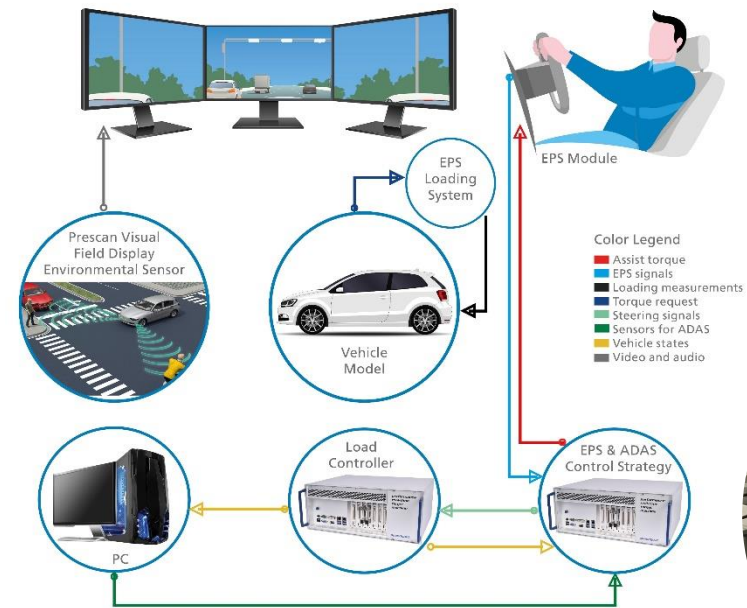 EPS Module
EPS
Loading
System
Prescan Visual
Field Display
Environmental Sensor
Vehicle
Model
Color Legend
Assist torque
EPS signals
Loading measurements
Torque request
Steering signals
Sensors for ADAS
Vehicle states
Video and audio
Load
Controller
EPS & ADAS
Control Strategy
PC